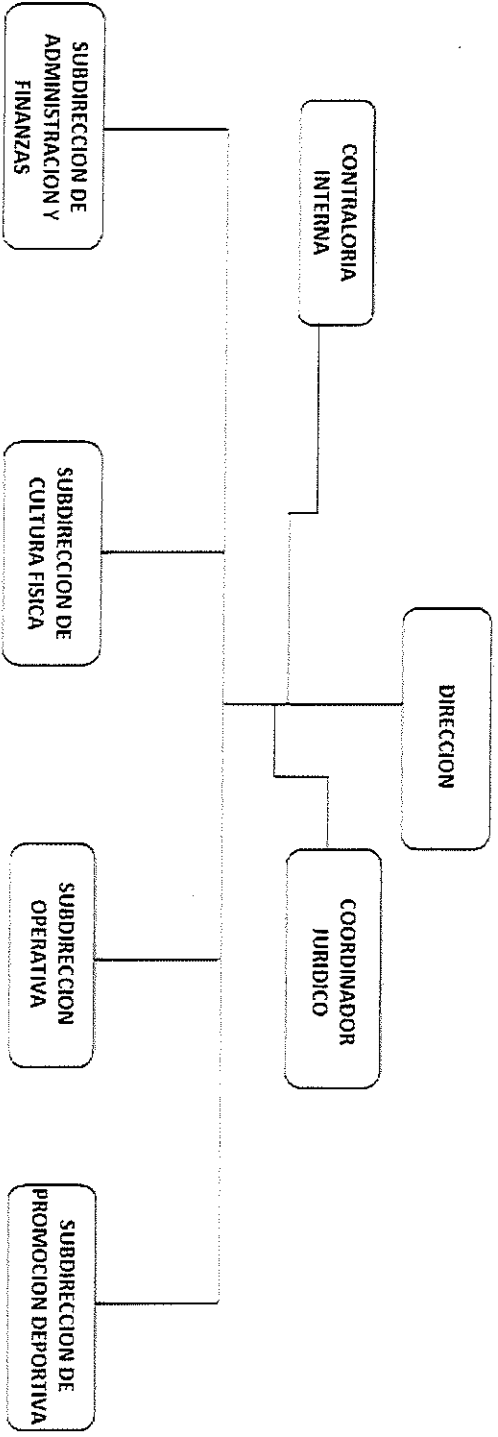 DIRECCION
CONTRALORIA
INTERNA
COORDINADOR
JURIDICO
SUBDIRECCION DE
ADMINISTRACION Y
FINANZAS
SUBDIRECCION DE
CULTURA FISICA
SUBDIRECCION
OPERATIVA
SUBDIRECCION DE
PROMOCION DEPORTIVA